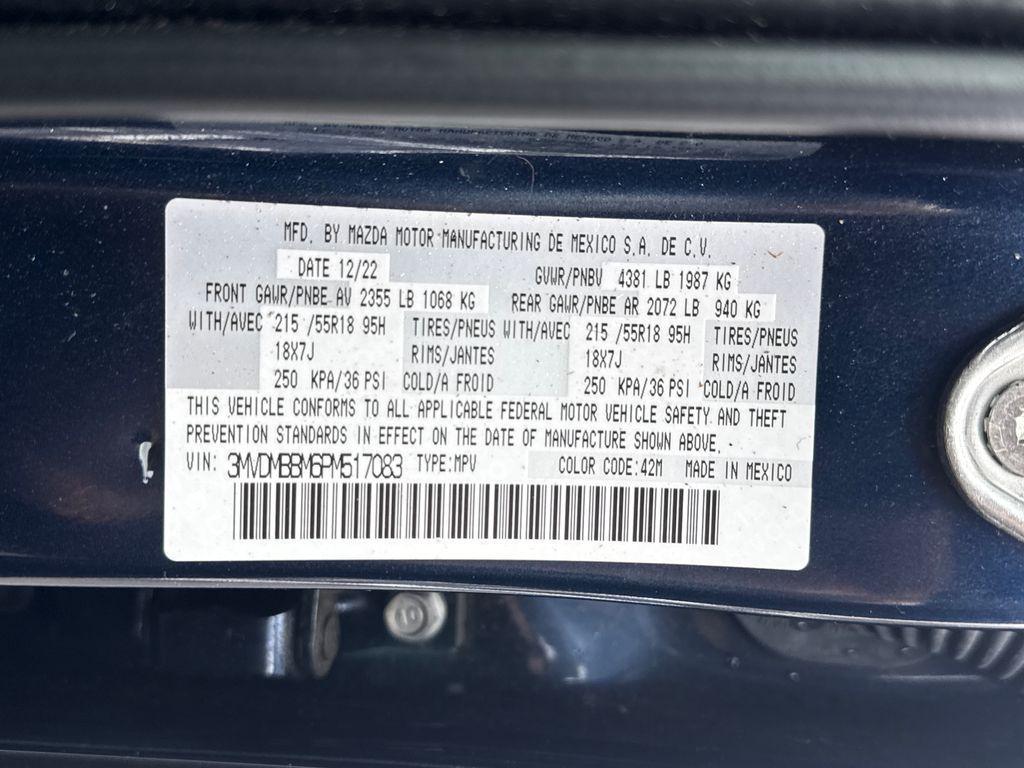 MFD. BY MAZDA MOTOR MANUFACTURING DE MEXICO S.A. DE C.V.
DATE 12/22 GVWR/PNBV 4381 LB 1987 KG
FRONT GAWR/PNBE AV 2355 LB 1068 KG REAR GAWR/PNBE AR 2072 LB 940 KG
WITH/AVEC 215 /55R18 95H TIRES/PNEUS WITH/AVEC 215 /55R18 95H TIRES/PNEUS
18X7J RIMS/JANTES 18X7J RIMS/JANTES
250 KPA/36 PSI COLD/A FROID 250 KPA/36 PSI COLD/A FROID
THIS VEHICLE CONFORMS TO ALL APPLICABLE FEDERAL MOTOR VEHICLE SAFETY AND THEFT
PREVENTION STANDARDS IN EFFECT ON THE DATE OF MANUFACTURE SHOWN ABOVE.
VIN: 3MVDMBBM6PM517083 TYPE:MPV COLOR CODE:42M MADE IN MEXICO
10